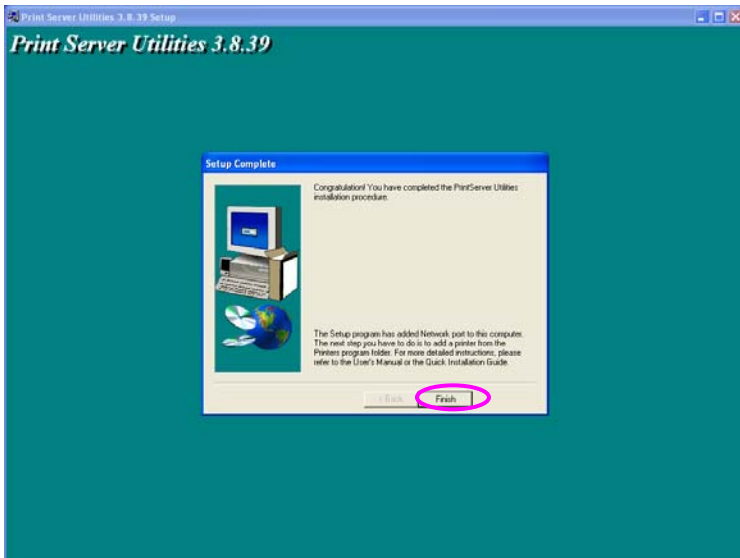 Print Server Utilities 3.8.39 Setup
Print Server Utilities 3.8.39
Setup Complete
Congratulation! You have completed the PrintServer Utilities
installation procedure.
The Setup program has added Network port to this computer.
The next step you have to do is to add a printer from the
Printers program folder. For more detailed instructions, please
refer to the User's Manual or the Quick Installation Guide.
< Back
Finish